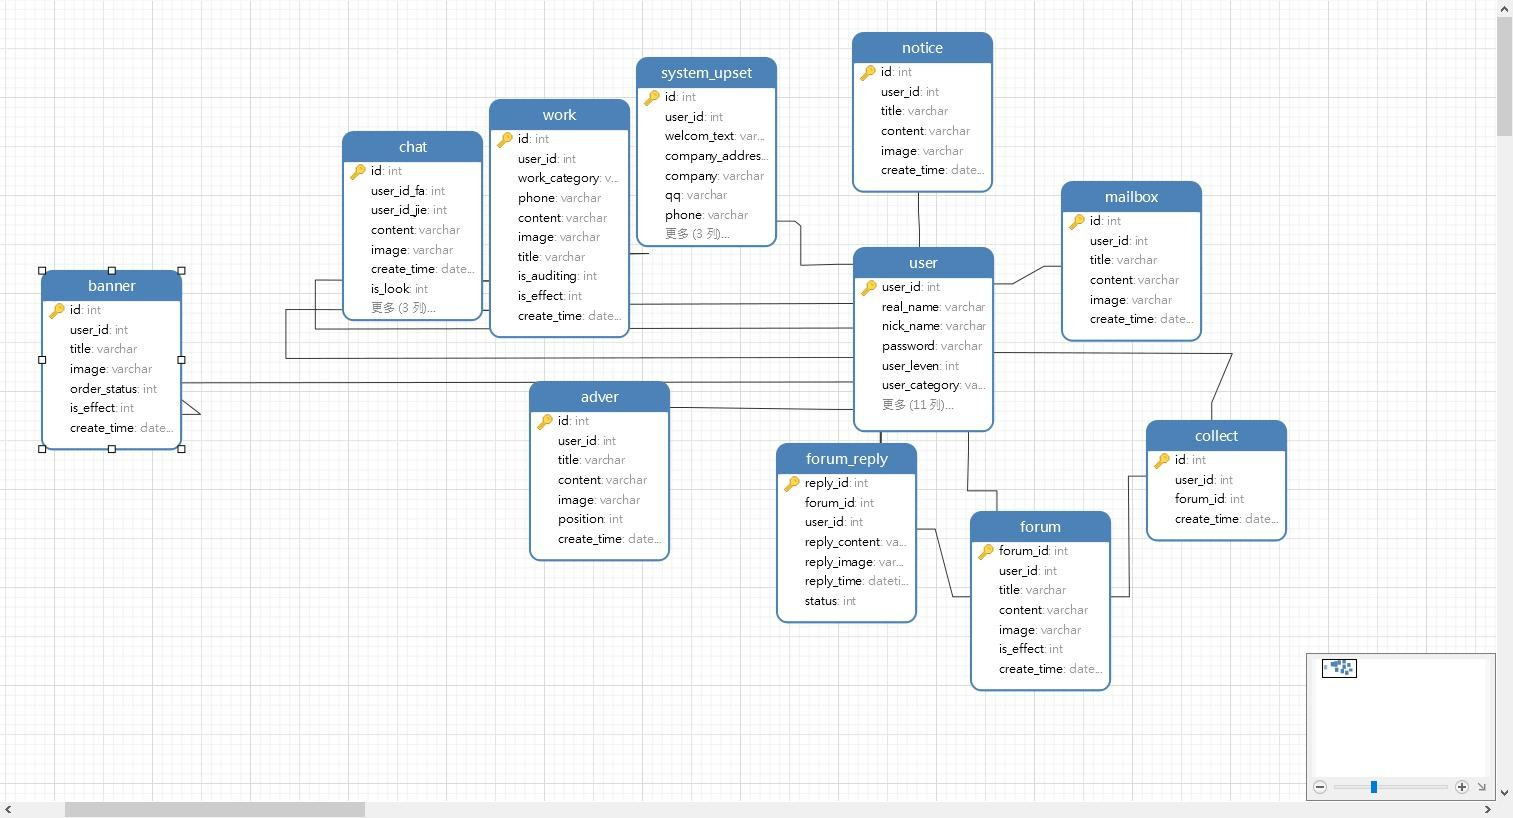 notice
id: int
user_id: int
title: varchar
content: varchar
image: varchar
create_time: date...
system_upset
id: int
user_id: int
welcom_text: var...
company_addres...
company: varchar
qq: varchar
phone: varchar
更多 (3 列)...
work
id: int
user_id: int
work_category: v...
phone: varchar
content: varchar
image: varchar
title: varchar
is_auditing: int
is_effect: int
create_time: date...
chat
id: int
user_id_fa: int
user_id_jie: int
content: varchar
image: varchar
create_time: date...
is_look: int
更多 (3 列)...
mailbox
id: int
user_id: int
title: varchar
content: varchar
image: varchar
create_time: date...
user
user_id: int
real_name: varchar
nick_name: varchar
password: varchar
user_leven: int
user_category: va...
更多 (11 列)...
banner
id: int
user_id: int
title: varchar
image: varchar
order_status: int
is_effect: int
create_time: date...
adver
id: int
user_id: int
title: varchar
content: varchar
image: varchar
position: int
create_time: date...
collect
id: int
user_id: int
forum_id: int
create_time: date...
forum_reply
reply_id: int
forum_id: int
user_id: int
reply_content: va...
reply_image: var...
reply_time: dateti...
status: int
forum
forum_id: int
user_id: int
title: varchar
content: varchar
image: varchar
is_effect: int
create_time: date...